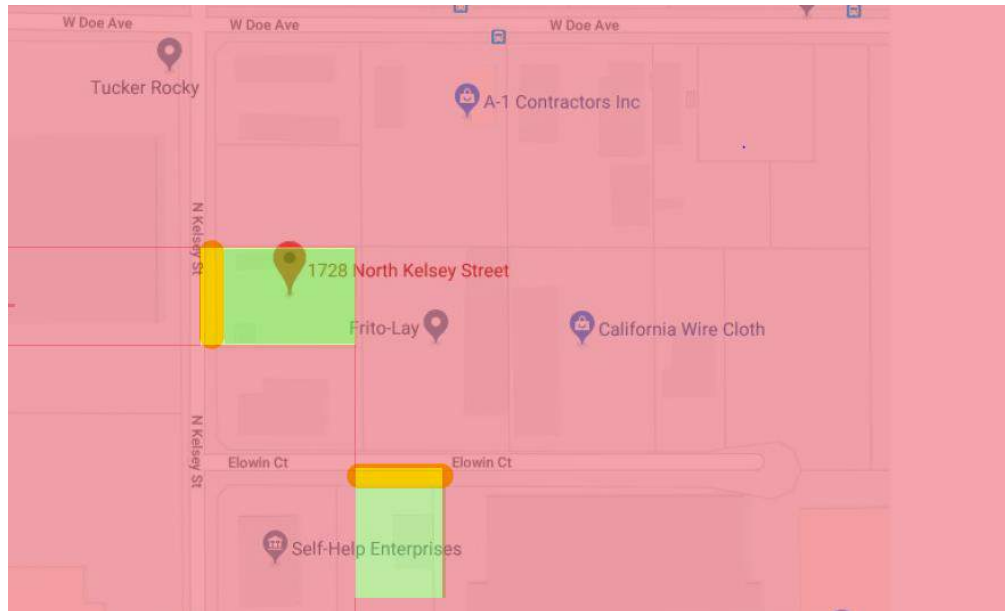 W Doe Ave
W Doe Ave
W Doe Ave
Tucker Rocky
A-1 Contractors Inc
N Kelsey St
1728 North Kelsey Street
Frito-Lay
California Wire Cloth
N Kelsey St
Elowin Ct
Elowin Ct
Self-Help Enterprises